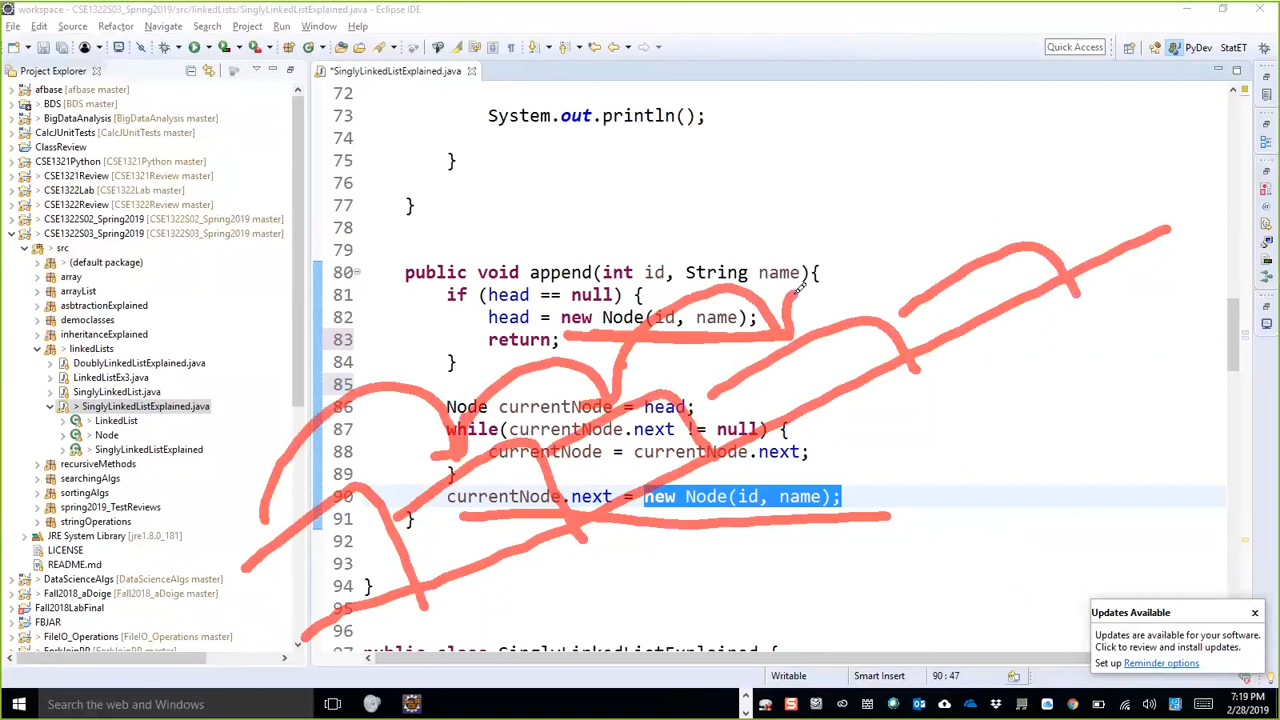 workspace - CSE1322S03_Spring2019/src/linkedLists/SinglyLinkedListExplained.java - Eclipse IDE
File Edit Source Refactor Navigate Search Project Run Window Help
Quick Access
PyDev
StatET
Project Explorer
*SinglyLinkedListExplained.java
afbase (afbase master)
BDS (BDS master)
BigDataAnalysis (BigDataAnalysis master)
CalcJUnitTests (CalcJUnitTests master)
ClassReview
CSE1321Python (CSE1321Python master)
CSE1321Review (CSE1321Review master)
CSE1322Lab (CSE1322Lab master)
CSE1322Review (CSE1322Review master)
CSE1322S02_Spring2019 (CSE1322S02_Spring2019 master)
CSE1322S03_Spring2019 (CSE1322S03_Spring2019 master)
src
(default package)
array
arrayList
asbtractionExplained
democlasses
inheritanceExplained
linkedLists
DoublyLinkedListExplained.java
LinkedListEx3.java
SinglyLinkedList.java
SinglyLinkedListExplained.java
LinkedList
Node
SinglyLinkedListExplained
recursiveMethods
searchingAlgs
sortingAlgs
spring2019_TestReviews
stringOperations
JRE System Library [jre1.8.0_181]
LICENSE
README.md
DataScienceAlgs (DataScienceAlgs master)
Fall2018_aDoige (Fall2018_aDoige master)
Fall2018LabFinal
FBJAR
FileIO_Operations (FileIO_Operations master)
72
73 System.out.println();
74
75 }
76
77 }
78
79
80 public void append(int id, String name){
81 if (head == null) {
82 head = new Node(id, name);
83 return;
84 }
85
86 Node currentNode = head;
87 while(currentNode.next != null) {
88 currentNode = currentNode.next;
89 }
90 currentNode.next = new Node(id, name);
91 }
92
93
94 }
95
96
97 public class SinglyLinkedListExplained {
Updates Available
Updates are available for your software.
Click to review and install updates.
Set up Reminder options
Writable Smart Insert 90 : 47
Search the web and Windows
7:19 PM
2/28/2019